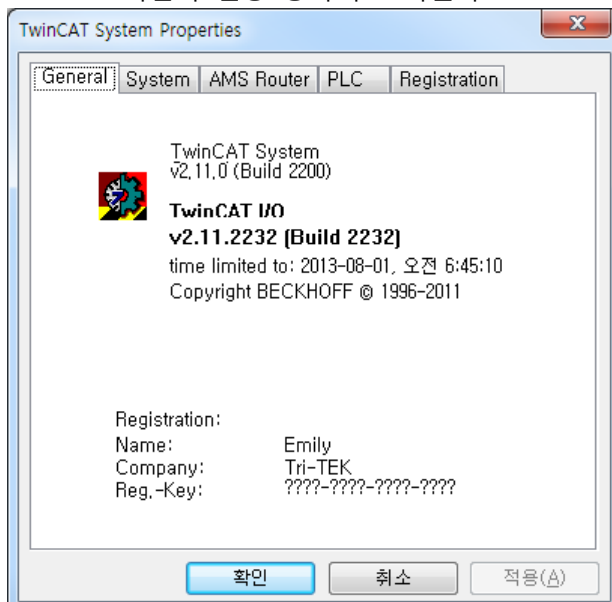 TwinCAT System Properties
General System AMS Router PLC Registration
TwinCAT System
v2.11.0 (Build 2200)
TwinCAT I/O
v2.11.2232 (Build 2232)
time limited to: 2013-08-01, 오전 6:45:10
Copyright BECKHOFF © 1996-2011
Registration:
Name: Emily
Company: Tri-TEK
Reg.-Key: ????-????-????-????
확인 취소 적용(A)